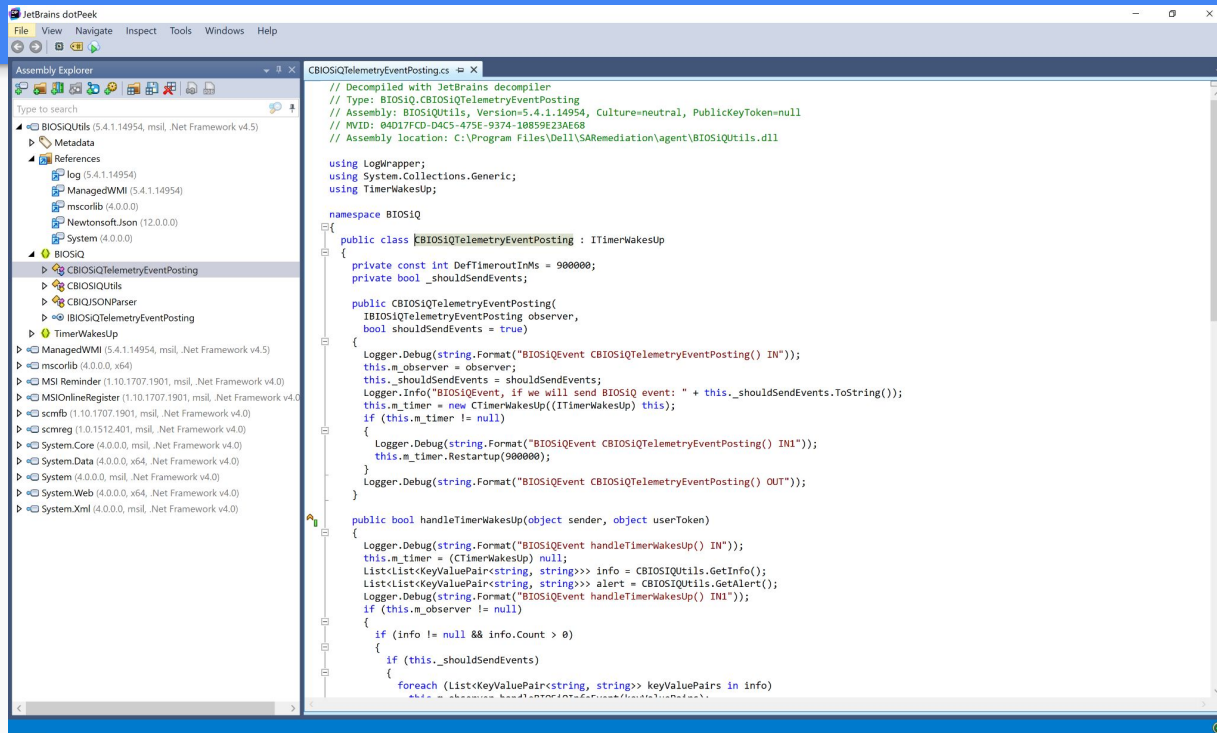 JetBrains dotPeek
File View Navigate Inspect Tools Windows Help
Assembly Explorer
Type to search
BIOSiQUtils (5.4.1.14954, msil, .Net Framework v4.5)
Metadata
References
log (5.4.1.14954)
ManagedWMI (5.4.1.14954)
mscorlib (4.0.0.0)
Newtonsoft.Json (12.0.0.0)
System (4.0.0.0)
BIOSiQ
CBIOSiQTelemetryEventPosting
CBIOSIQUtils
CBIQJSONParser
IBIOSiQTelemetryEventPosting
TimerWakesUp
ManagedWMI (5.4.1.14954, msil, .Net Framework v4.5)
mscorlib (4.0.0.0, x64)
MSI Reminder (1.10.1707.1901, msil, .Net Framework v4.0)
MSIOnlineRegister (1.10.1707.1901, msil, .Net Framework v4.0
scmfb (1.10.1707.1901, msil, .Net Framework v4.0)
scmreg (1.0.1512.401, msil, .Net Framework v4.0)
System.Core (4.0.0.0, msil, .Net Framework v4.0)
System.Data (4.0.0.0, x64, .Net Framework v4.0)
System (4.0.0.0, msil, .Net Framework v4.0)
System.Web (4.0.0.0, x64, .Net Framework v4.0)
System.Xml (4.0.0.0, msil, .Net Framework v4.0)
CBIOSiQTelemetryEventPosting.cs
// Decompiled with JetBrains decompiler
// Type: BIOSiQ.CBIOSiQTelemetryEventPosting
// Assembly: BIOSiQUtils, Version=5.4.1.14954, Culture=neutral, PublicKeyToken=null
// MVID: 04D17FCD-D4C5-475E-9374-10859E23AE68
// Assembly location: C:\Program Files\Dell\SARemediation\agent\BIOSiQUtils.dll
using LogWrapper;
using System.Collections.Generic;
using TimerWakesUp;
namespace BIOSiQ
{
public class CBIOSiQTelemetryEventPosting : ITimerWakesUp
{
private const int DefTimeoutInMs = 900000;
private bool _shouldSendEvents;
public CBIOSiQTelemetryEventPosting(
IBIOSiQTelemetryEventPosting observer,
bool shouldSendEvents = true)
{
Logger.Debug(string.Format("BIOSiQEvent CBIOSiQTelemetryEventPosting() IN"));
this.m_observer = observer;
this._shouldSendEvents = shouldSendEvents;
Logger.Info("BIOSiQEvent, if we will send BIOSiQ event: " + this._shouldSendEvents.ToString());
this.m_timer = new CTimerWakesUp((ITimerWakesUp) this);
if (this.m_timer != null)
{
Logger.Debug(string.Format("BIOSiQEvent CBIOSiQTelemetryEventPosting() IN1"));
this.m_timer.Restartup(900000);
}
Logger.Debug(string.Format("BIOSiQEvent CBIOSiQTelemetryEventPosting() OUT"));
}
public bool handleTimerWakesUp(object sender, object userToken)
{
Logger.Debug(string.Format("BIOSiQEvent handleTimerWakesUp() IN"));
this.m_timer = (CTimerWakesUp) null;
List<List<KeyValuePair<string, string>>> info = CBIOSIQUtils.GetInfo();
List<List<KeyValuePair<string, string>>> alert = CBIOSIQUtils.GetAlert();
Logger.Debug(string.Format("BIOSiQEvent handleTimerWakesUp() IN1"));
if (this.m_observer != null)
{
if (info != null && info.Count > 0)
{
if (this._shouldSendEvents)
{
foreach (List<KeyValuePair<string, string>> keyValuePairs in info)